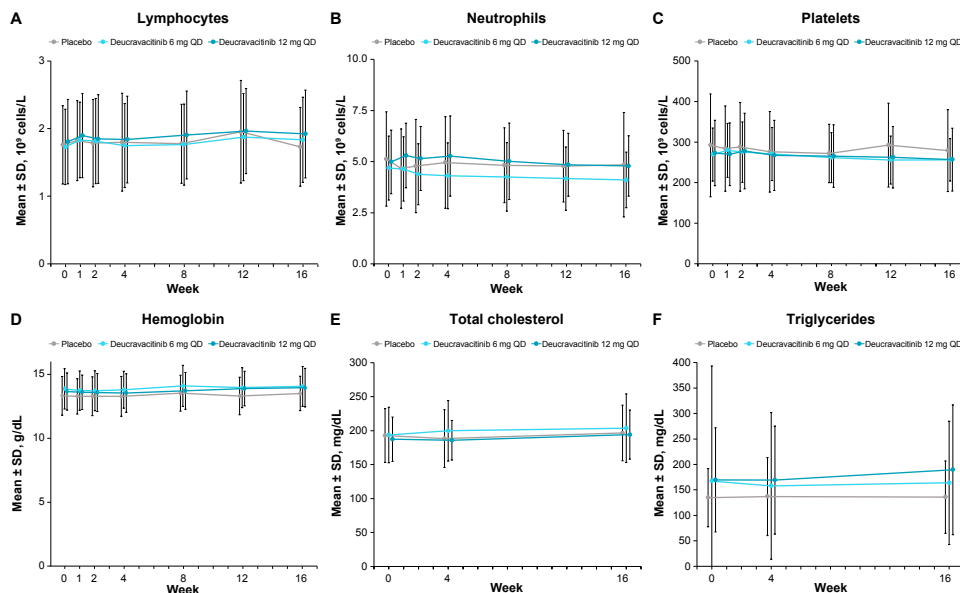 A
Lymphocytes
Placebo Deucravacitinib 6 mg QD Deucravacitinib 12 mg QD
Mean ± SD, 10⁹ cells/L
3
2
1
0
0 1 2 4 8 12 16
Week
B
Neutrophils
Placebo Deucravacitinib 6 mg QD Deucravacitinib 12 mg QD
Mean ± SD, 10⁹ cells/L
10.0
7.5
5.0
2.5
0
0 1 2 4 8 12 16
Week
C
Platelets
Placebo Deucravacitinib 6 mg QD Deucravacitinib 12 mg QD
Mean ± SD, 10⁹ cells/L
500
400
300
200
100
0
0 1 2 4 8 12 16
Week
D
Hemoglobin
Placebo Deucravacitinib 6 mg QD Deucravacitinib 12 mg QD
Mean ± SD, g/dL
15
10
5
0
0 1 2 4 8 12 16
Week
E
Total cholesterol
Placebo Deucravacitinib 6 mg QD Deucravacitinib 12 mg QD
Mean ± SD, mg/dL
300
250
200
150
100
50
0
0 4 16
Week
F
Triglycerides
Placebo Deucravacitinib 6 mg QD Deucravacitinib 12 mg QD
Mean ± SD, mg/dL
400
350
300
250
200
150
100
50
0
0 4 16
Week